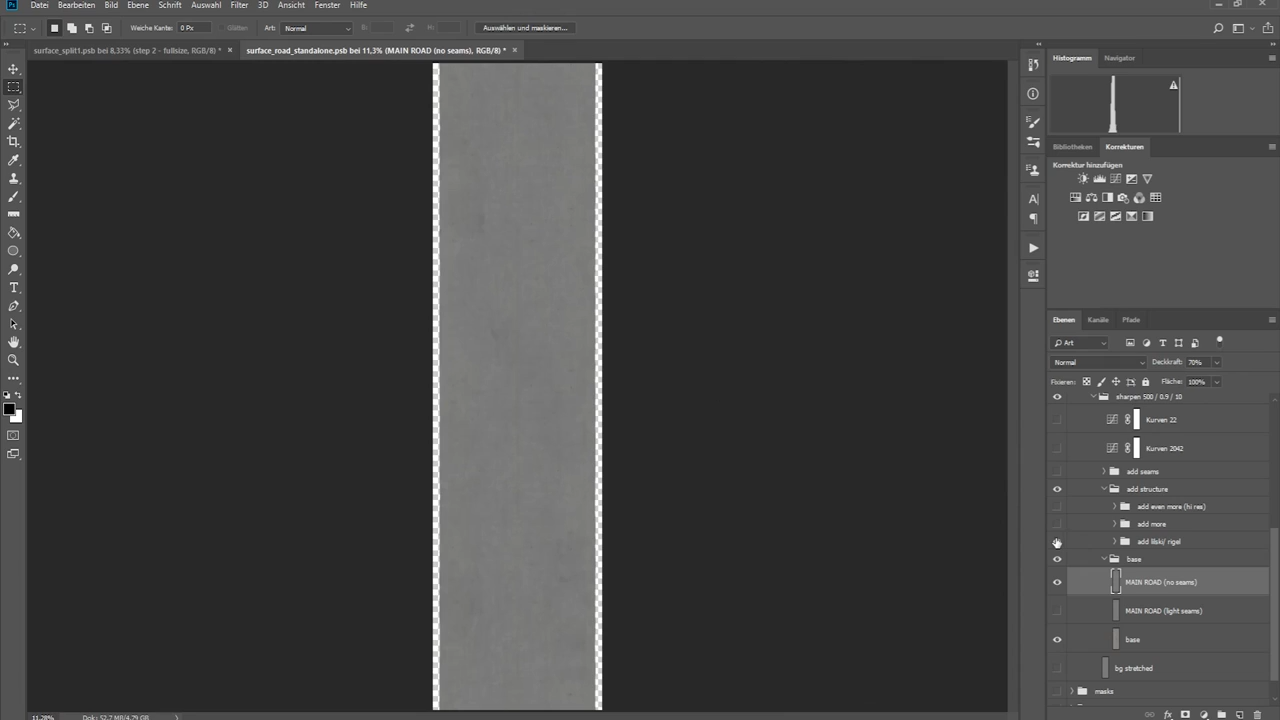 Ps
Datei Bearbeiten Bild Ebene Schrift Auswahl Filter 3D Ansicht Fenster Hilfe
Weiche Kante: 0 Px Glätten Art: Normal B: H: Auswählen und maskieren...
surface_split1.psb bei 8,33% (step 2 - fullsize, RGB/8) * ×
surface_road_standalone.psb bei 11,3% (MAIN ROAD (no seams), RGB/8) * ×
Histogramm Navigator
Bibliotheken Korrekturen
Korrektur hinzufügen
Ebenen Kanäle Pfade
Art
Normal Deckkraft: 70%
Fixieren: Fläche: 100%
sharpen 500 / 0.9 / 10
Kurven 22
Kurven 2042
add seams
add structure
add even more (hi res)
add more
add lilski/ rigel
base
MAIN ROAD (no seams)
MAIN ROAD (light seams)
base
bg stretched
masks
11,28% Dok: 52,7 MB/4,79 GB